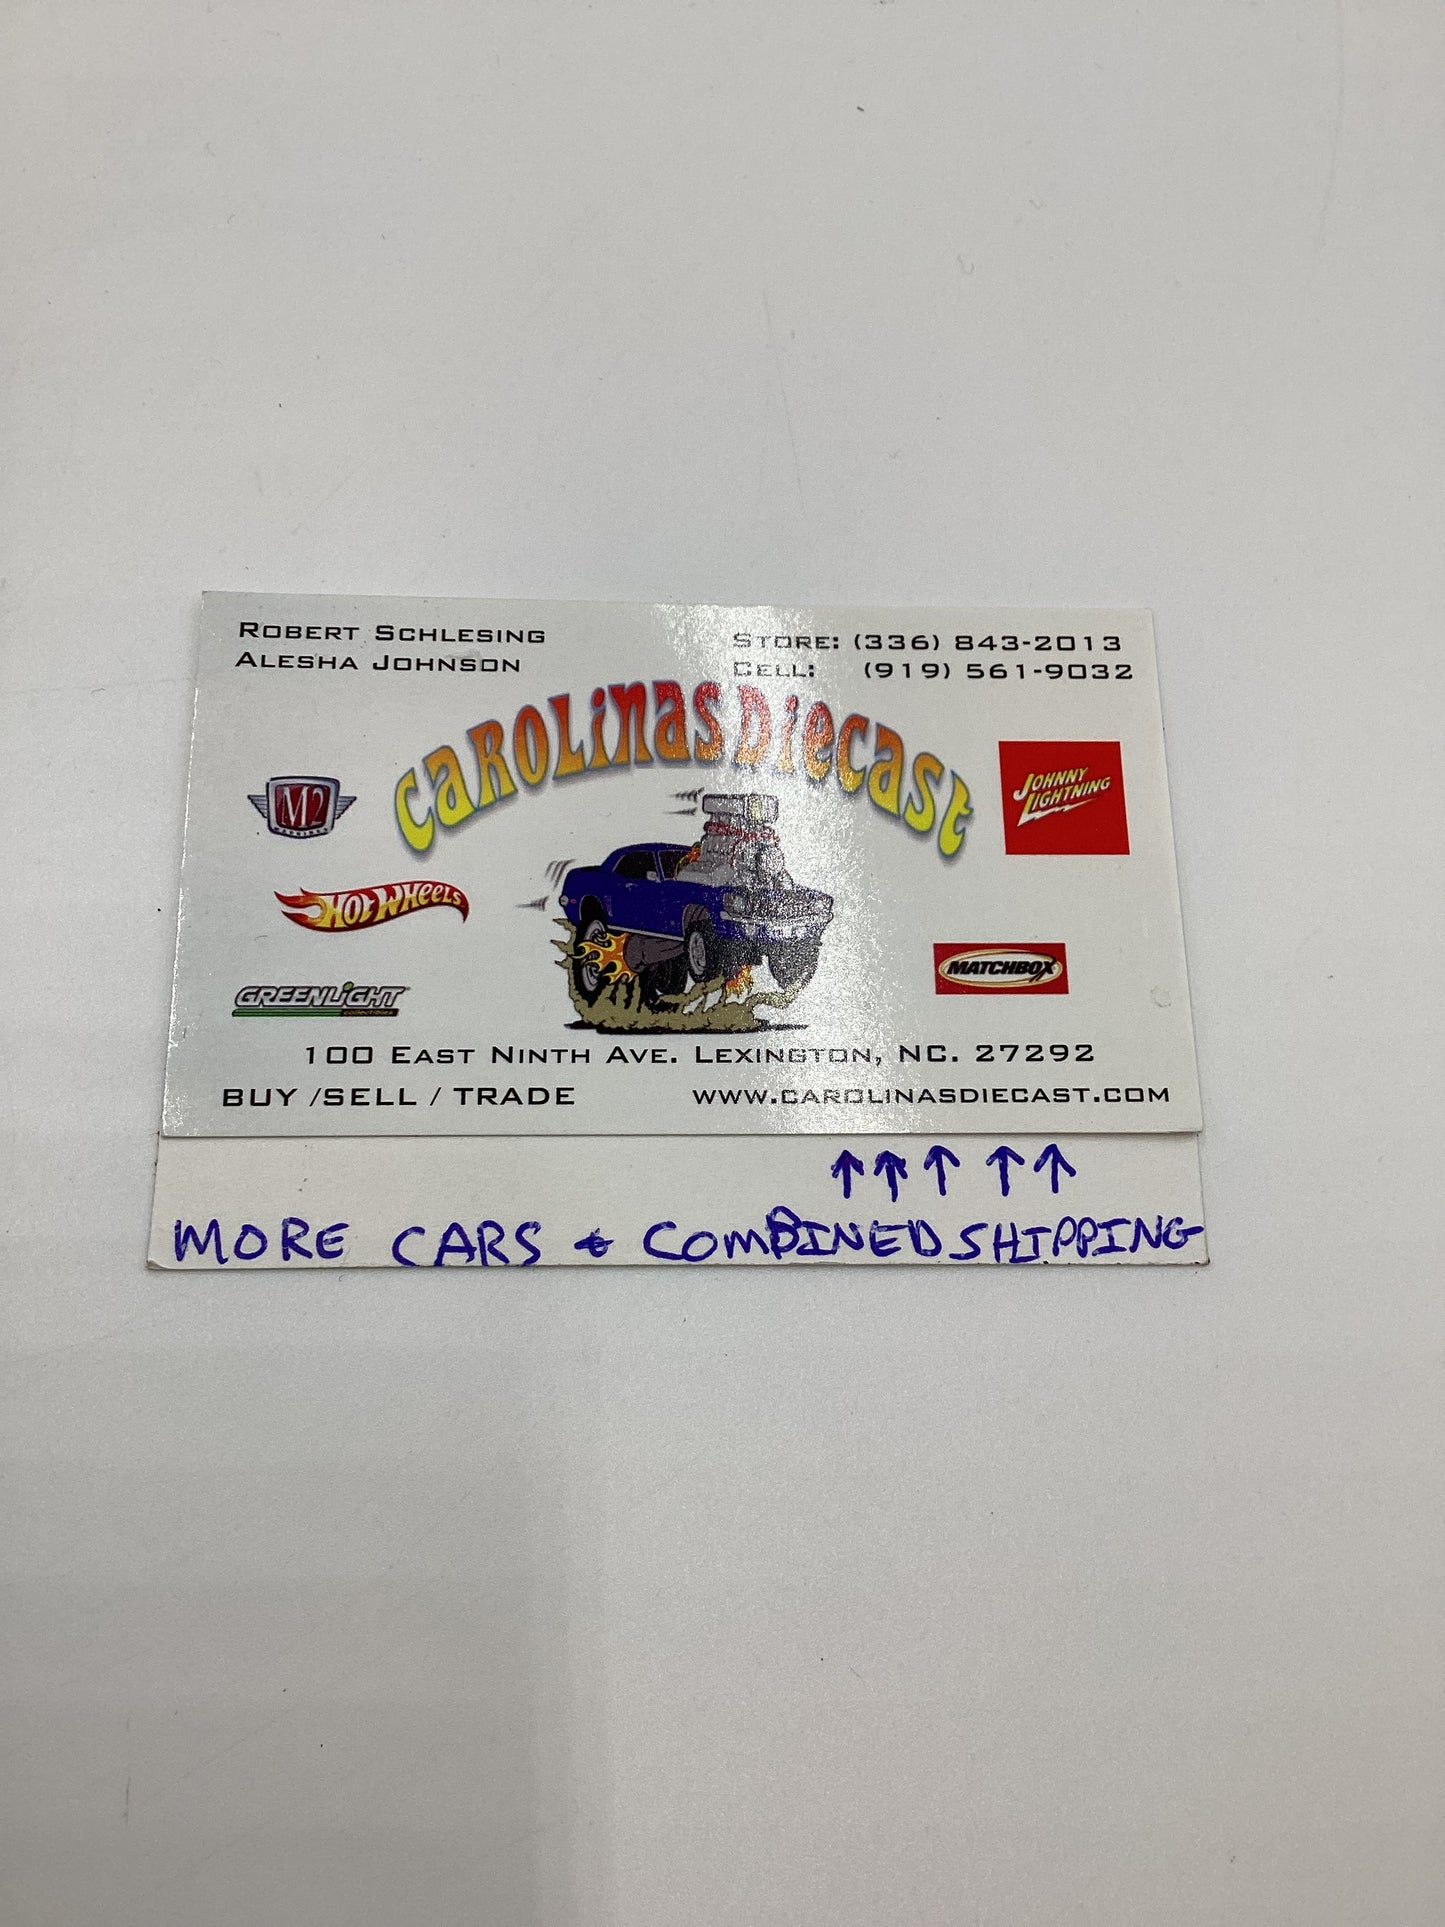 ROBERT SCHLESING
ALESHA JOHNSON
STORE: (336) 843-2013
CELL: (919) 561-9032
CAROLINAS DIECAST
M2
MACHINES
JOHNNY
LIGHTNING
HOT WHEELS
MATCHBOX
GREENLIGHT
collectibles
100 EAST NINTH AVE. LEXINGTON, NC. 27292
BUY /SELL / TRADE
WWW.CAROLINASDIECAST.COM
↑↑↑↑↑
MORE CARS & COMBINED SHIPPING